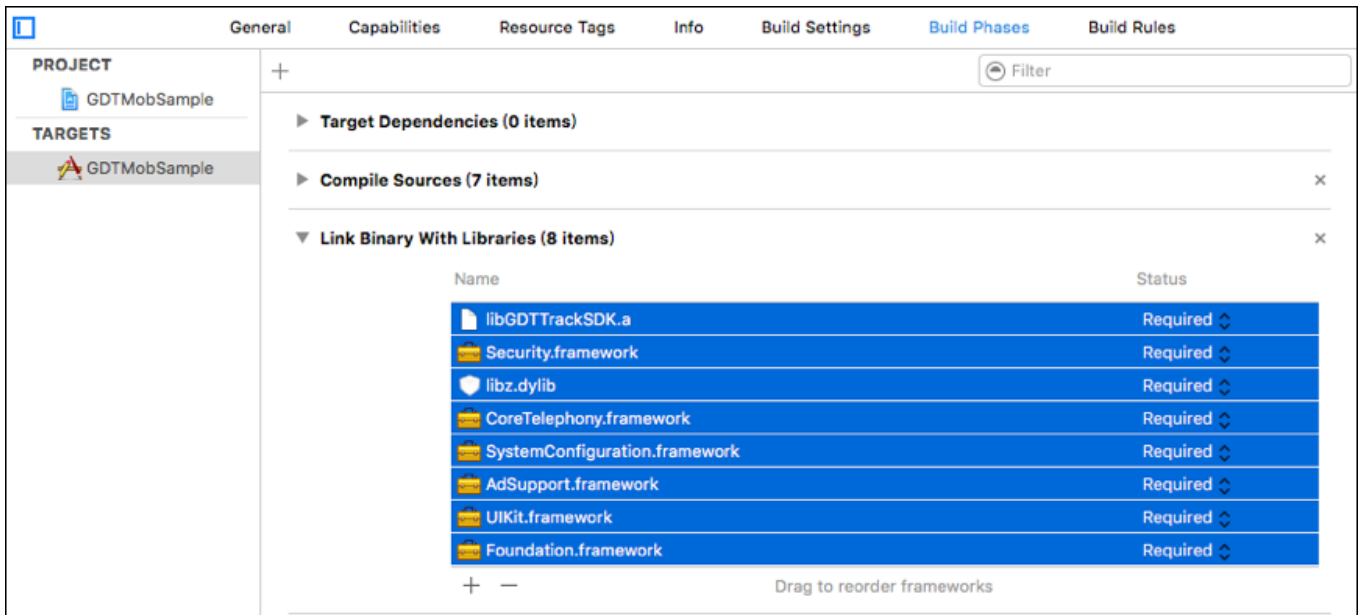 General Capabilities Resource Tags Info Build Settings Build Phases Build Rules
PROJECT
Filter
GDTMobSample
Target Dependencies (0 items)
TARGETS
GDTMobSample
Compile Sources (7 items)
Link Binary With Libraries (8 items)
Name Status
libGDTTrackSDK.a Required
Security.framework Required
libz.dylib Required
CoreTelephony.framework Required
SystemConfiguration.framework Required
AdSupport.framework Required
UIKit.framework Required
Foundation.framework Required
Drag to reorder frameworks